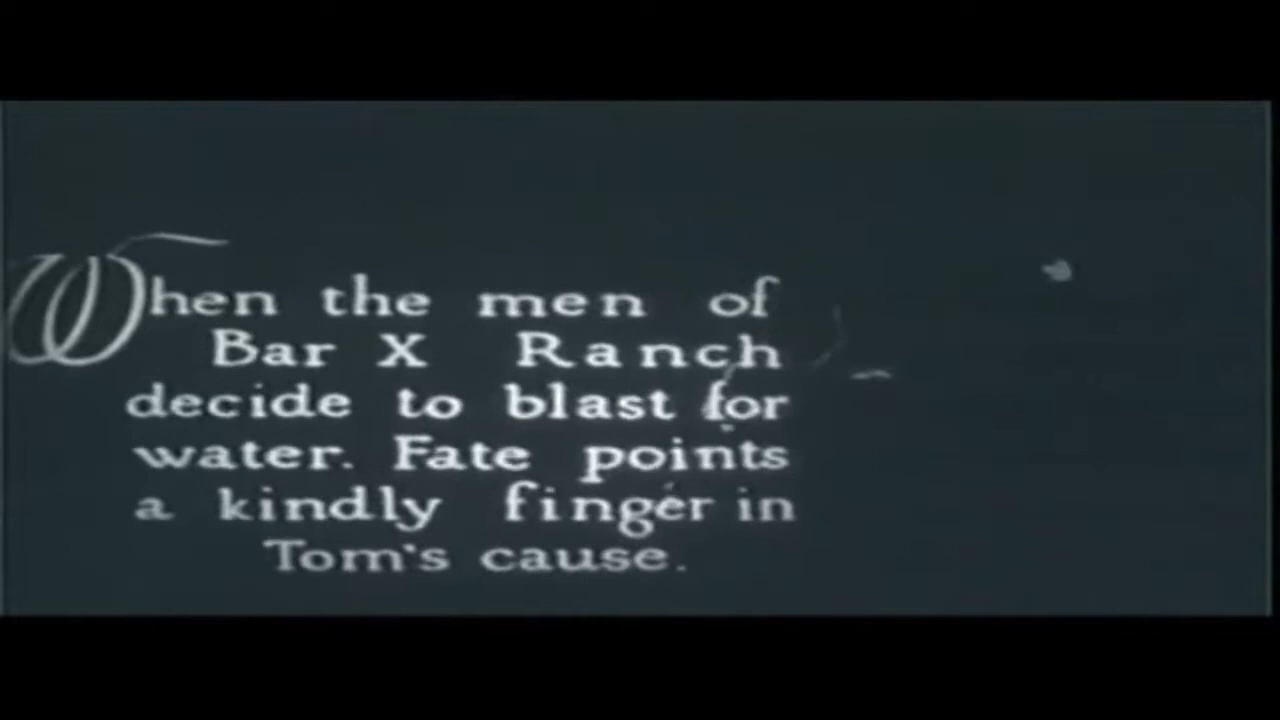 When the men of
Bar X Ranch
decide to blast for
water. Fate points
a kindly finger in
Tom's cause.